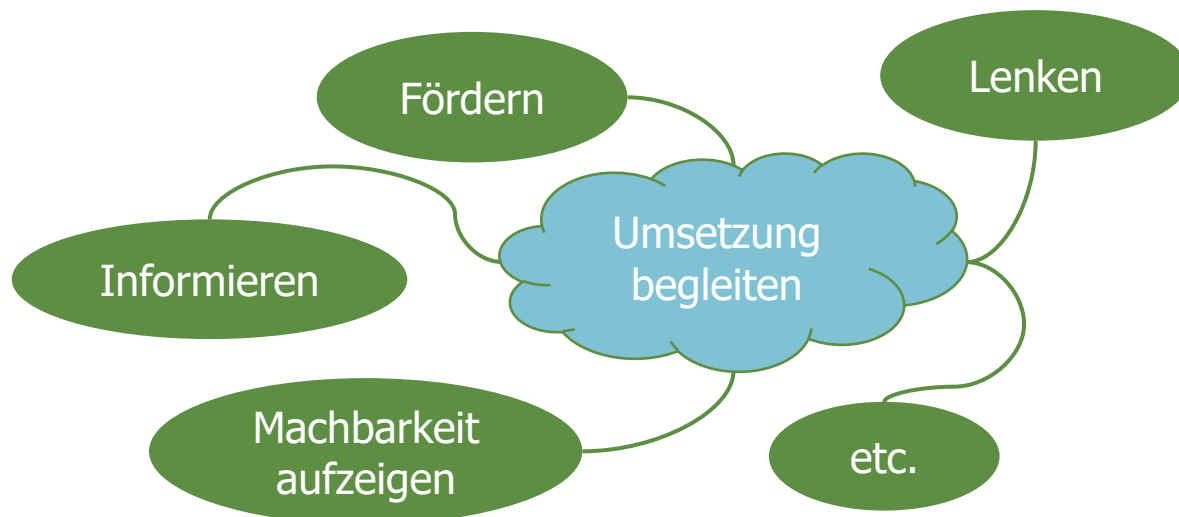 Fördern
Lenken
Umsetzung
begleiten
Informieren
Machbarkeit
aufzeigen
etc.